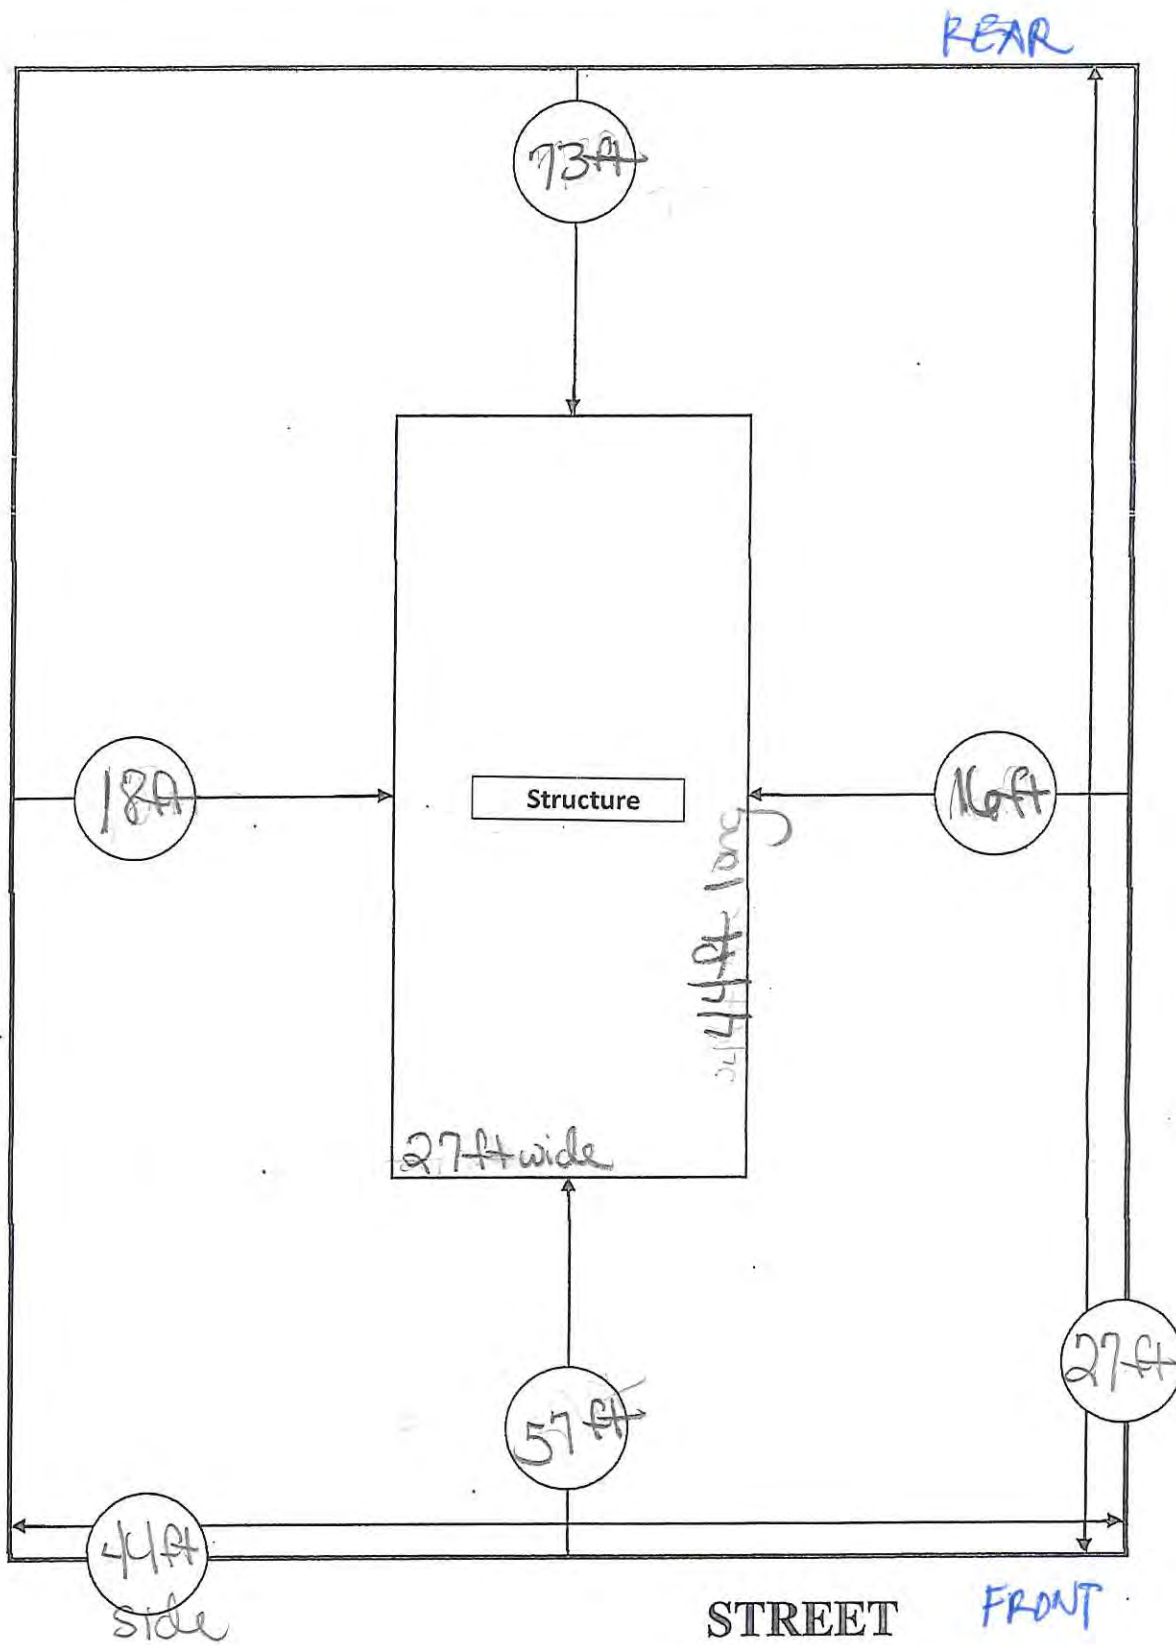 REAR
73ft
18ft
Structure
16ft
44ft long
27ft wide
27ft
57ft
44ft
side
STREET
FRONT